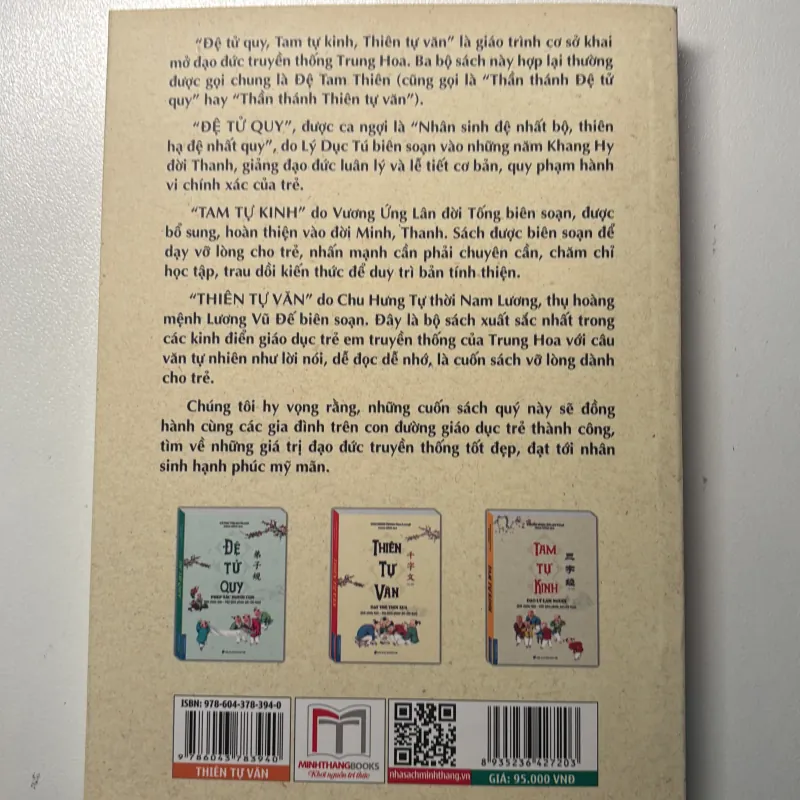 "Đệ tử quy, Tam tự kinh, Thiên tự văn" là giáo trình cơ sở khai
mở đạo đức truyền thống Trung Hoa. Ba bộ sách này hợp lại thường
được gọi chung là Đệ Tam Thiên (cũng gọi là "Thần thánh Đệ tử
quy" hay "Thần thánh Thiên tự văn").
"ĐỆ TỬ QUY", được ca ngợi là "Nhân sinh đệ nhất bộ, thiên
hạ đệ nhất quy", do Lý Dục Tú biên soạn vào những năm Khang Hy
đời Thanh, giảng đạo đức luân lý và lễ tiết cơ bản, quy phạm hành
vi chính xác của trẻ.
"TAM TỰ KINH" do Vương Ứng Lân đời Tống biên soạn, được
bổ sung, hoàn thiện vào đời Minh, Thanh. Sách được biên soạn để
dạy vỡ lòng cho trẻ, nhấn mạnh cần phải chuyên cần, chăm chỉ
học tập, trau dồi kiến thức để duy trì bản tính thiện.
"THIÊN TỰ VĂN" do Chu Hưng Tự thời Nam Lương, thụ hoàng
mệnh Lương Vũ Đế biên soạn. Đây là bộ sách xuất sắc nhất trong
các kinh điển giáo dục trẻ em truyền thống của Trung Hoa với câu
văn tự nhiên như lời nói, dễ đọc dễ nhớ, là cuốn sách vỡ lòng dành
cho trẻ.
Chúng tôi hy vọng rằng, những cuốn sách quý này sẽ đồng
hành cùng các gia đình trên con đường giáo dục trẻ thành công,
tìm về những giá trị đạo đức truyền thống tốt đẹp, đạt tới nhân
sinh hạnh phúc mỹ mãn.
ĐỆ
TỬ
QUY
弟子规
THIÊN
TỰ
VĂN
千字文
TAM
TỰ
KINH
三字经
ISBN: 978-604-378-394-0
9 786043 783940
THIÊN TỰ VĂN
MINHTHANGBOOKS
Khơi nguồn tri thức
nhasachminhthang.vn
8 935236 427203
GIÁ: 95.000 VNĐ